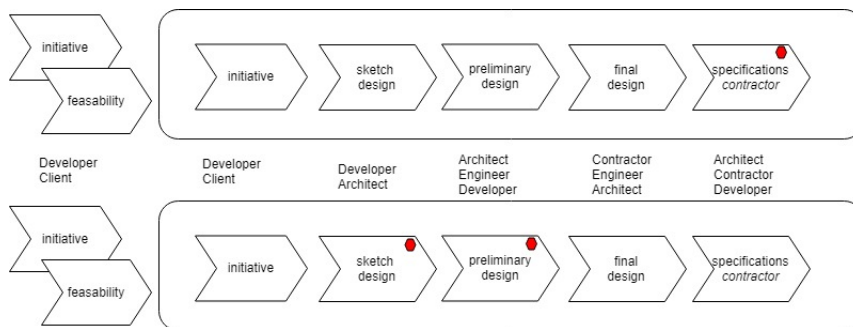 initiative
feasability
initiative
sketch
design
preliminary
design
final
design
specifications
contractor
Developer
Client
Developer
Client
Developer
Architect
Architect
Engineer
Developer
Contractor
Engineer
Architect
Architect
Contractor
Developer
initiative
feasability
initiative
sketch
design
preliminary
design
final
design
specifications
contractor